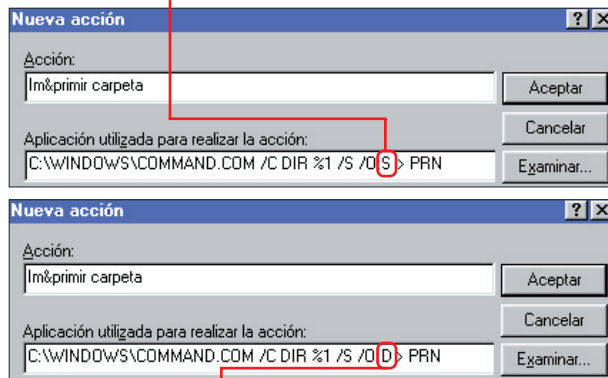 Nueva acción
Acción:
Im&primir carpeta
Aceptar
Cancelar
Aplicación utilizada para realizar la acción:
C:\WINDOWS\COMMAND.COM /C DIR %1 /S /O:S > PRN
Examinar...
Nueva acción
Acción:
Im&primir carpeta
Aceptar
Cancelar
Aplicación utilizada para realizar la acción:
C:\WINDOWS\COMMAND.COM /C DIR %1 /S /O:D > PRN
Examinar...